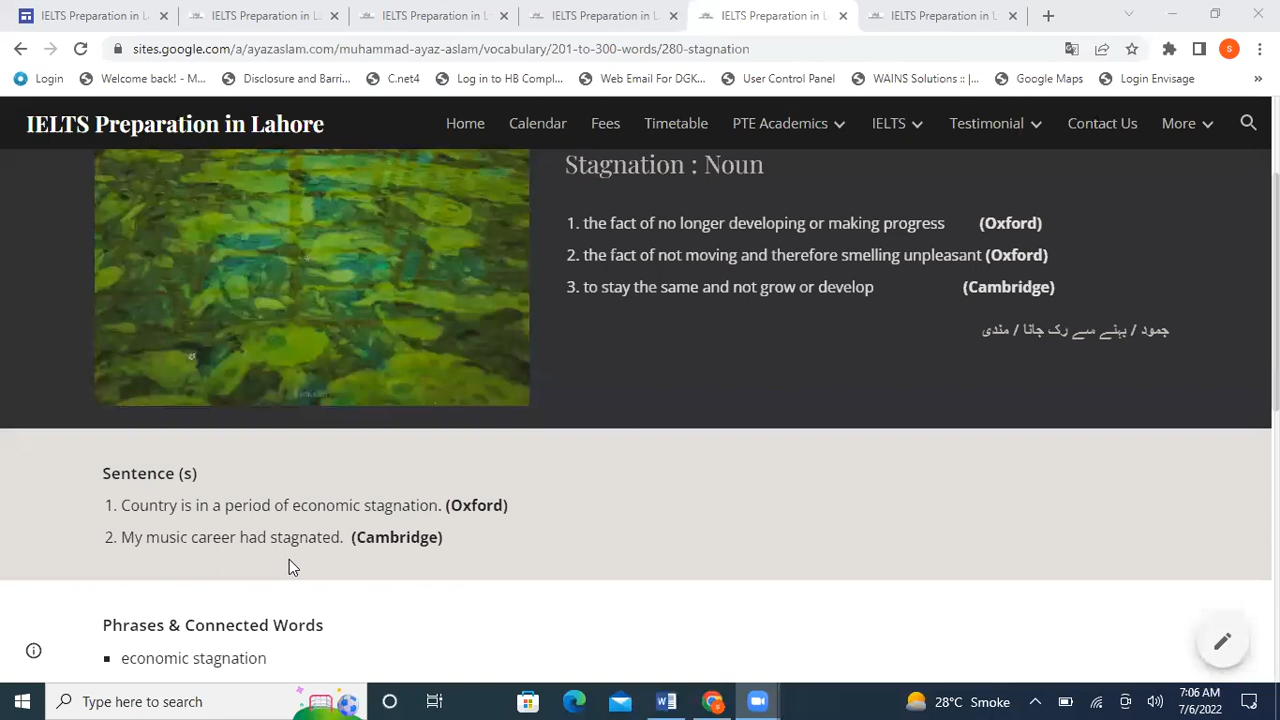 IELTS Preparation in L
IELTS Preparation in L
IELTS Preparation in L
IELTS Preparation in L
IELTS Preparation in L
IELTS Preparation in L
sites.google.com/a/ayazaslam.com/muhammad-ayaz-aslam/vocabulary/201-to-300-words/280-stagnation
S
Login
Welcome back! - M...
Disclosure and Barri...
C.net4
Log in to HB Compl...
Web Email For DGK...
User Control Panel
WAINS Solutions :: |...
Google Maps
Login Envisage
»
IELTS Preparation in Lahore
Home
Calendar
Fees
Timetable
PTE Academics
IELTS
Testimonial
Contact Us
More
Stagnation : Noun
1. the fact of no longer developing or making progress (Oxford)
2. the fact of not moving and therefore smelling unpleasant (Oxford)
3. to stay the same and not grow or develop (Cambridge)
جمود / بہنے سے رک جانا / مندی
Sentence (s)
1. Country is in a period of economic stagnation. (Oxford)
2. My music career had stagnated. (Cambridge)
Phrases & Connected Words
▪ economic stagnation
Type here to search
28°C Smoke
7:06 AM
7/6/2022